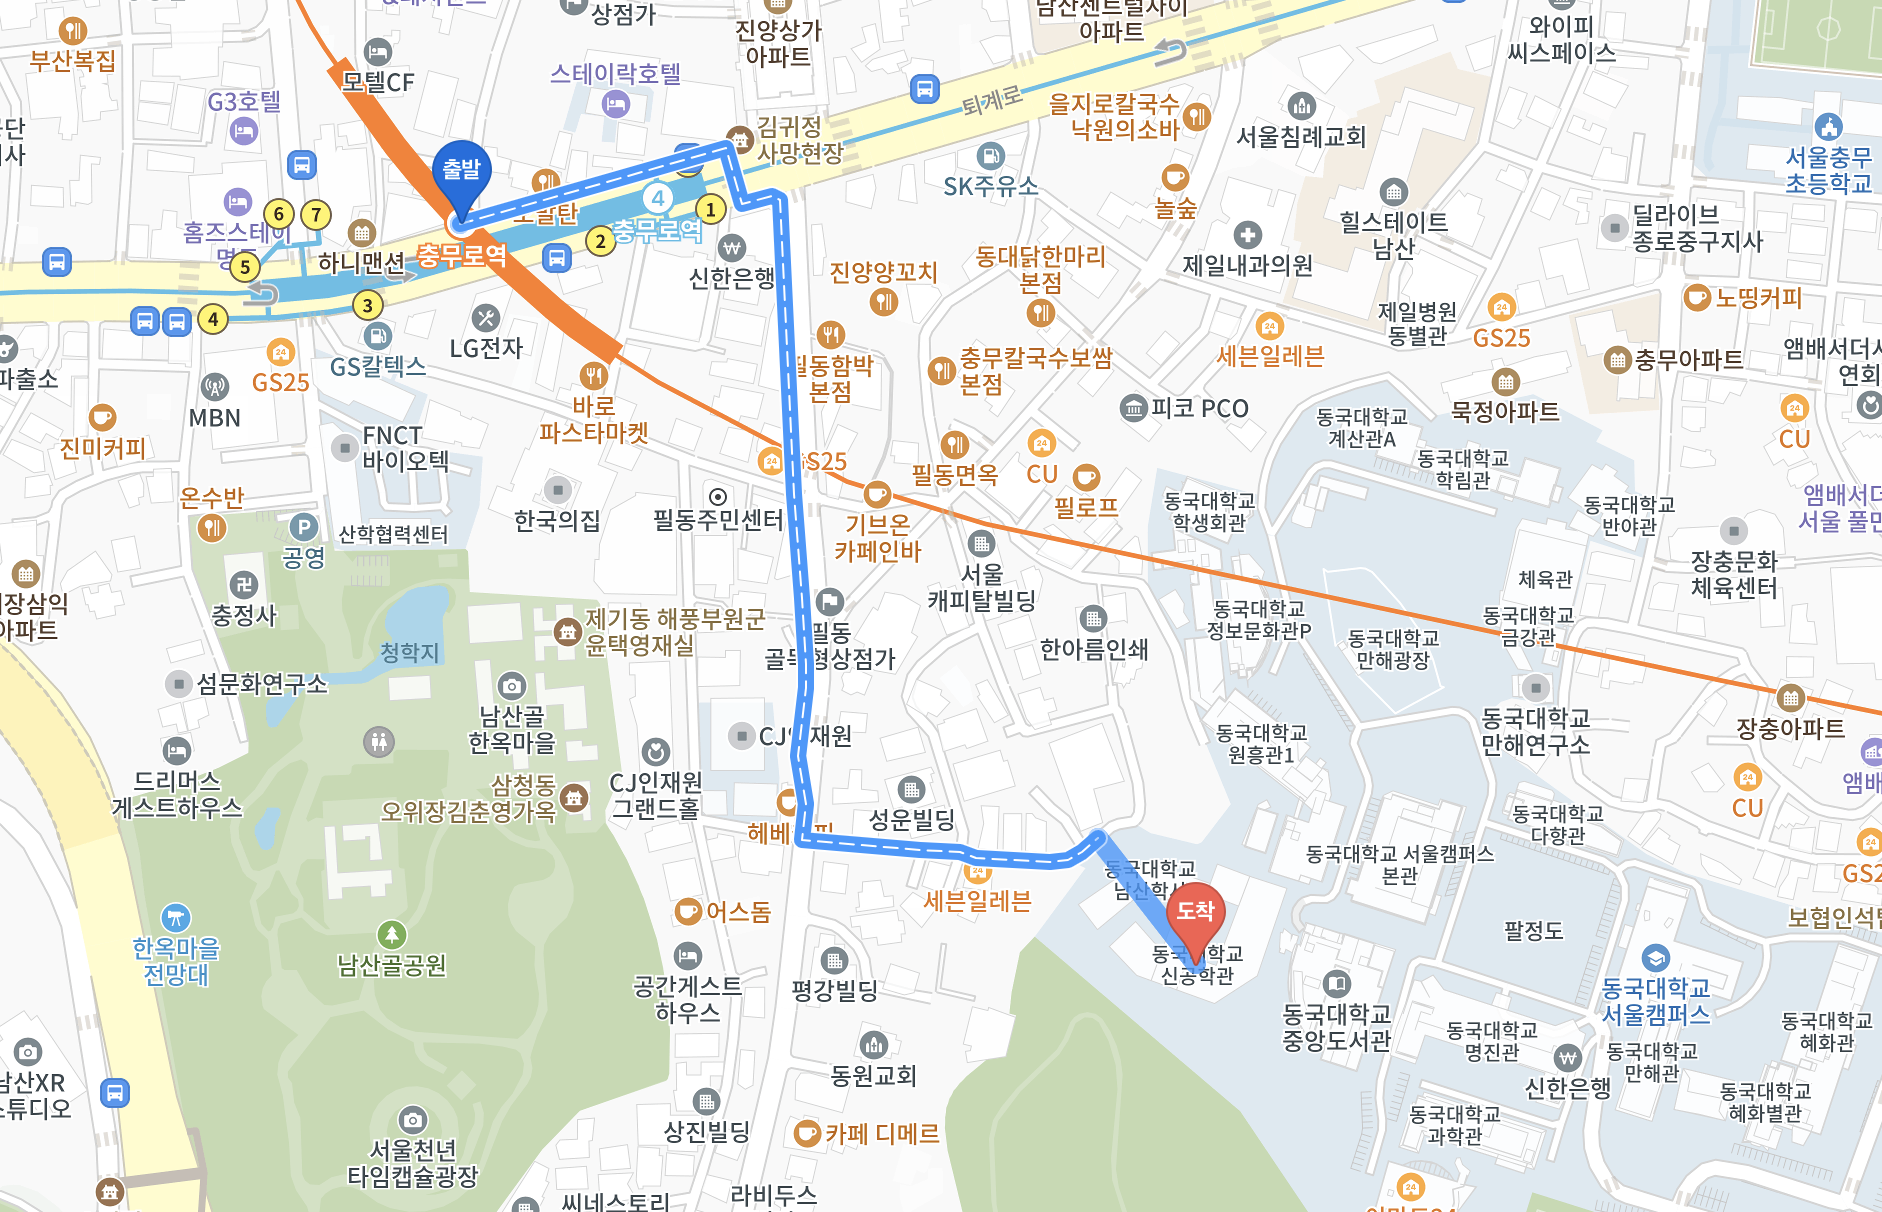 부산복집
모텔CF
상점가
진양상가
아파트
남산센트럴자이
아파트
와이피
씨스페이스
G3호텔
스테이락호텔
김귀정
사망현장
퇴계로
을지로칼국수
낙원의소바
서울침례교회
서울충무
초등학교
SK주유소
놀숲
힐스테이트
남산
딜라이브
종로중구지사
출발
홈즈스테이
6
7
5
4
3
2
1
4
하니맨션
충무로역
충무로역
신한은행
진양양꼬치
동대닭한마리
본점
제일내과의원
제일병원
동별관
GS25
노띵커피
LG전자
GS칼텍스
GS25
MBN
진미커피
FNCT
바이오텍
바로
파스타마켓
필동함박
본점
충무칼국수보쌈
본점
세븐일레븐
피코 PCO
충무아파트
묵정아파트
CU
동국대학교
계산관A
동국대학교
학림관
온수반
산학협력센터
공영
한국의집
필동주민센터
기브온
카페인바
필동면옥
CU
필로프
동국대학교
학생회관
동국대학교
반야관
장충문화
체육센터
체육관
충정사
청학지
제기동 해풍부원군
윤택영재실
필동
서울
캐피탈빌딩
한아름인쇄
동국대학교
정보문화관P
동국대학교
만해광장
동국대학교
금강관
섬문화연구소
남산골
한옥마을
동국대학교
원흥관1
동국대학교
만해연구소
장충아파트
드리머스
게스트하우스
삼청동
오위장김춘영가옥
CJ인재원
그랜드홀
성운빌딩
CU
동국대학교
다향관
동국대학교 서울캠퍼스
본관
동국대학교
세븐일레븐
도착
신공학관
어스돔
한옥마을
전망대
남산골공원
공간게스트
하우스
평강빌딩
동국대학교
중앙도서관
팔정도
동국대학교
서울캠퍼스
동국대학교
명진관
동국대학교
만해관
동국대학교
혜화관
신한은행
동국대학교
혜화별관
동국대학교
과학관
동원교회
상진빌딩
카페 디메르
서울천년
타임캡슐광장
씨네스토리
라비두스